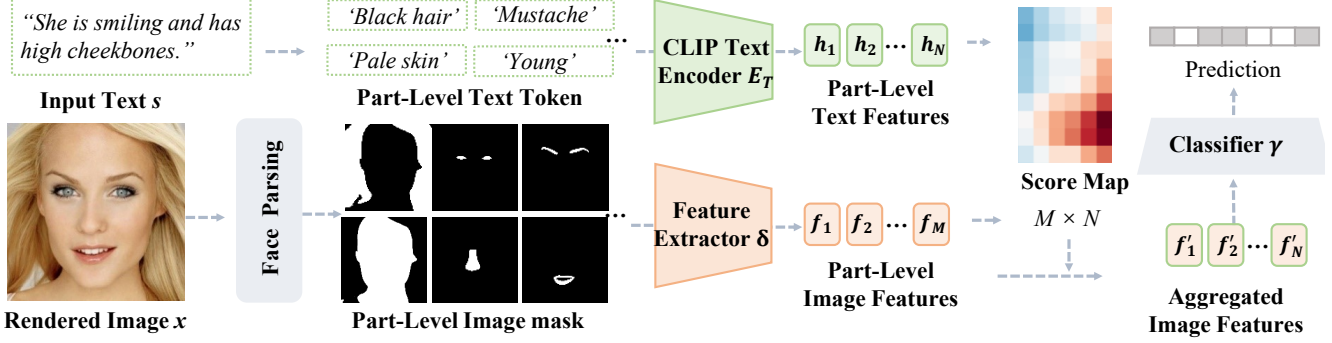 “She is smiling and has
high cheekbones.”
Input Text s
‘Black hair’
‘Mustache’
‘Pale skin’
‘Young’
...
Part-Level Text Token
CLIP Text
Encoder E_T
h_1 h_2 ... h_N
Part-Level
Text Features
Score Map
M × N
Prediction
Classifier γ
Rendered Image x
Face Parsing
...
Part-Level Image mask
Feature
Extractor δ
f_1 f_2 ... f_M
Part-Level
Image Features
f'_1 f'_2 ... f'_N
Aggregated
Image Features